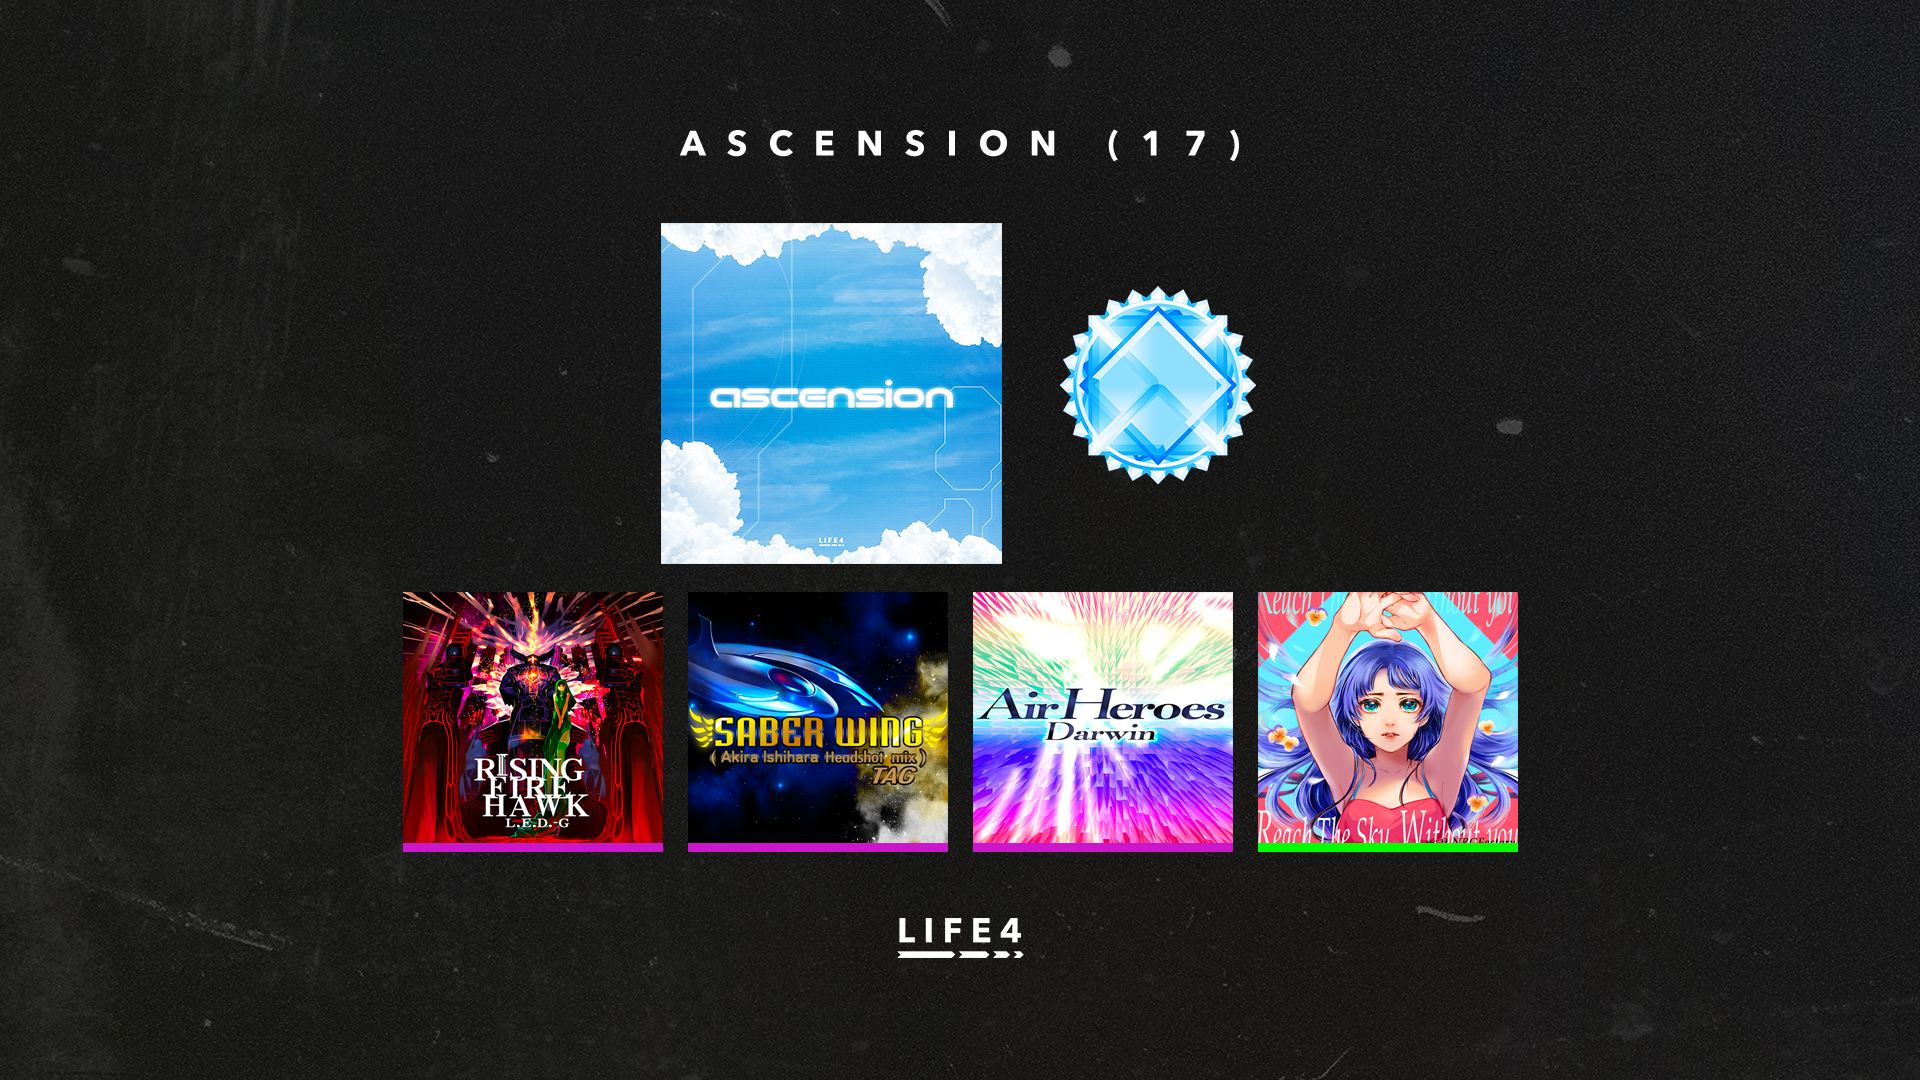 ASCENSION (17)
ascension
LIFE4
RISING
FIRE
HAWK
L.E.D.-G
SABER WING
(Akira Ishihara Headshot mix)
TAG
Air Heroes
Darwin
Reach The Sky, Without you
LIFE4